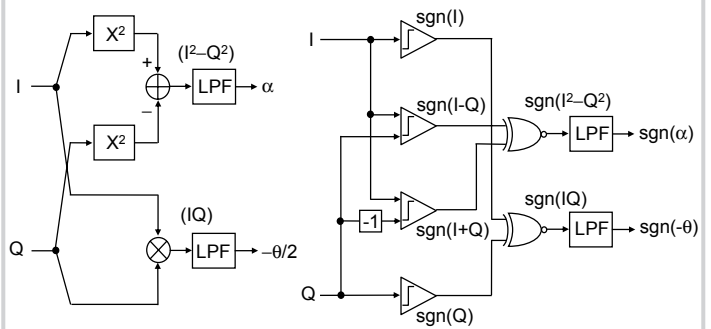 I
X²
(I²–Q²)
+
–
LPF
α
X²
Q
(IQ)
LPF
–θ/2
I
sgn(I)
sgn(I-Q)
sgn(I²–Q²)
LPF
sgn(α)
-1
sgn(I+Q)
sgn(IQ)
LPF
sgn(-θ)
Q
sgn(Q)